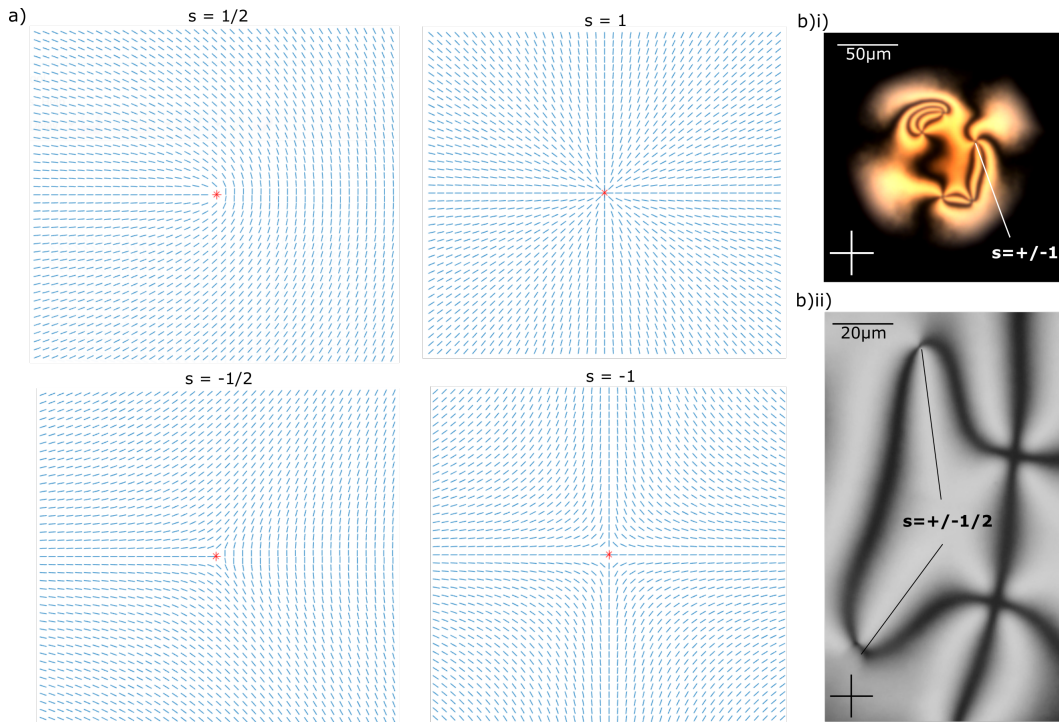 a)
s = 1/2
s = 1
s = -1/2
s = -1
b)i)
50μm
s=+/-1
b)ii)
20μm
s=+/-1/2